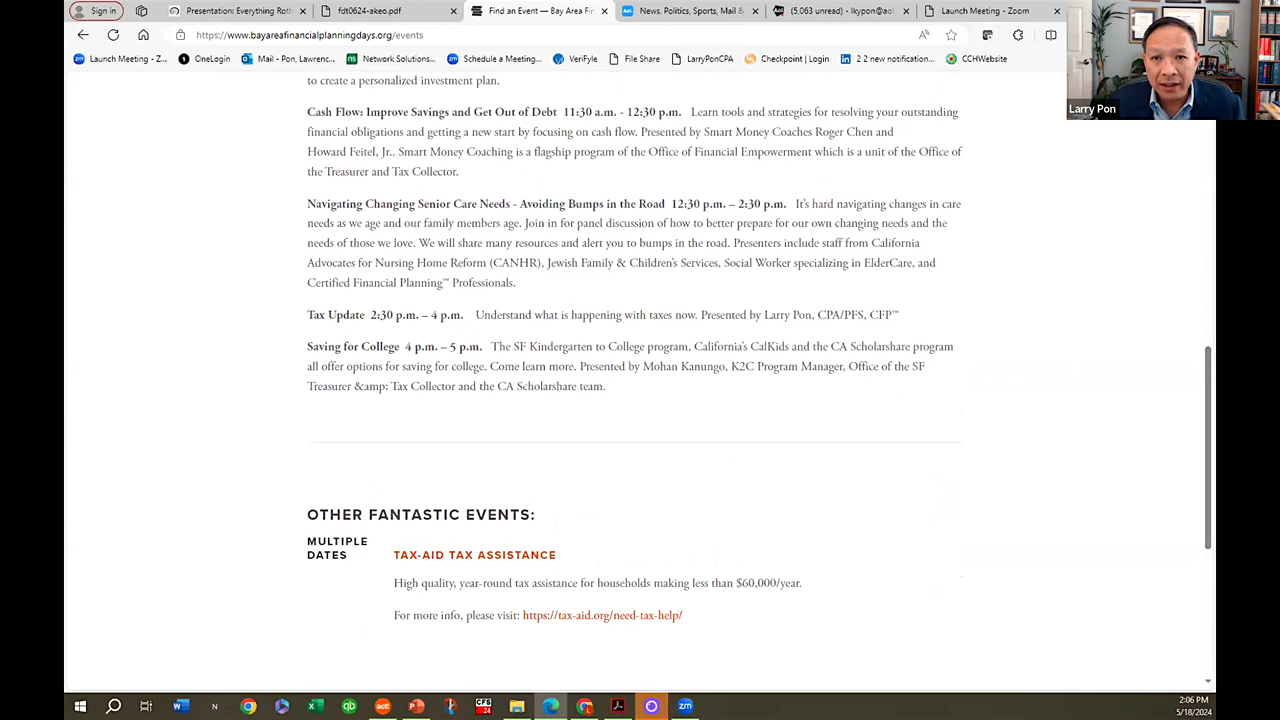 Sign in
Presentation: Everything Roth
fdt0624-akeo.pdf
Find an Event — Bay Area Fin
News, Politics, Sports, Mail &
(5,063 unread) - lkypon@ao
Launch Meeting - Zoom
https://www.bayareafinancialplanningdays.org/events
Launch Meeting - Z...
OneLogin
Mail - Pon, Lawrenc...
Network Solutions...
Schedule a Meeting...
VeriFyle
File Share
LarryPonCPA
Checkpoint | Login
2 2 new notification...
CCHWebsite
Larry Pon
to create a personalized investment plan.
Cash Flow: Improve Savings and Get Out of Debt 11:30 a.m. - 12:30 p.m. Learn tools and strategies for resolving your outstanding
financial obligations and getting a new start by focusing on cash flow. Presented by Smart Money Coaches Roger Chen and
Howard Feitel, Jr.. Smart Money Coaching is a flagship program of the Office of Financial Empowerment which is a unit of the Office of
the Treasurer and Tax Collector.
Navigating Changing Senior Care Needs - Avoiding Bumps in the Road 12:30 p.m. – 2:30 p.m. It's hard navigating changes in care
needs as we age and our family members age. Join in for panel discussion of how to better prepare for our own changing needs and the
needs of those we love. We will share many resources and alert you to bumps in the road. Presenters include staff from California
Advocates for Nursing Home Reform (CANHR), Jewish Family & Children's Services, Social Worker specializing in ElderCare, and
Certified Financial Planning™ Professionals.
Tax Update 2:30 p.m. – 4 p.m. Understand what is happening with taxes now. Presented by Larry Pon, CPA/PFS, CFP™
Saving for College 4 p.m. – 5 p.m. The SF Kindergarten to College program, California's CalKids and the CA Scholarshare program
all offer options for saving for college. Come learn more. Presented by Mohan Kanungo, K2C Program Manager, Office of the SF
Treasurer &amp; Tax Collector and the CA Scholarshare team.
OTHER FANTASTIC EVENTS:
MULTIPLE
DATES
TAX-AID TAX ASSISTANCE
High quality, year-round tax assistance for households making less than $60,000/year.
For more info, please visit: https://tax-aid.org/need-tax-help/
2:06 PM
5/18/2024